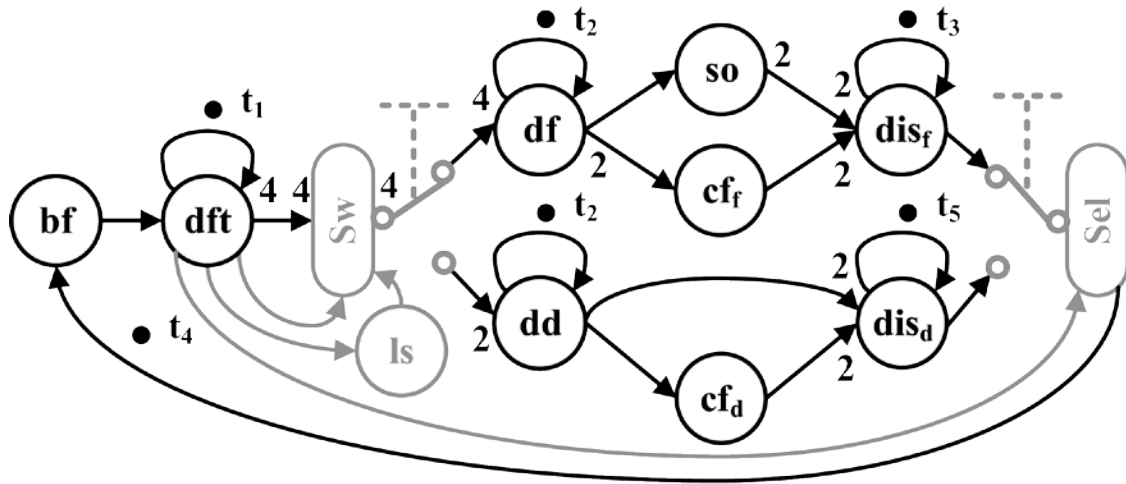 t₂
t₃
4
df
so
2
2
disf
t₁
2
cff
2
bf
dft
4
4
Sw
4
Sel
t₂
t₅
2
dd
2
disd
t₄
ls
2
cfd